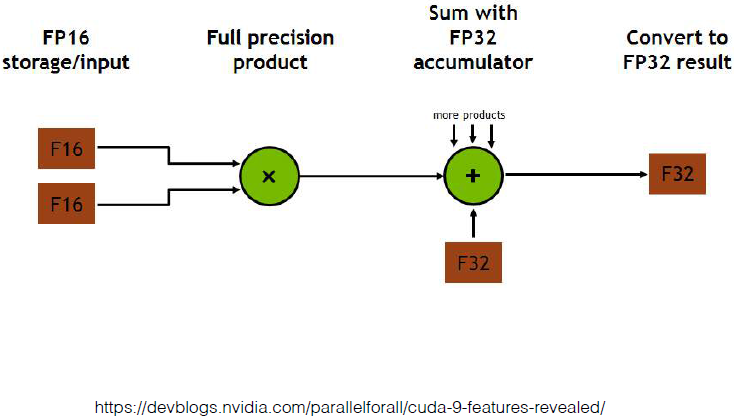 FP16
storage/input
Full precision
product
Sum with
FP32
accumulator
Convert to
FP32 result
more products
F16
F16
×
+
F32
F32
https://devblogs.nvidia.com/parallelforall/cuda-9-features-revealed/